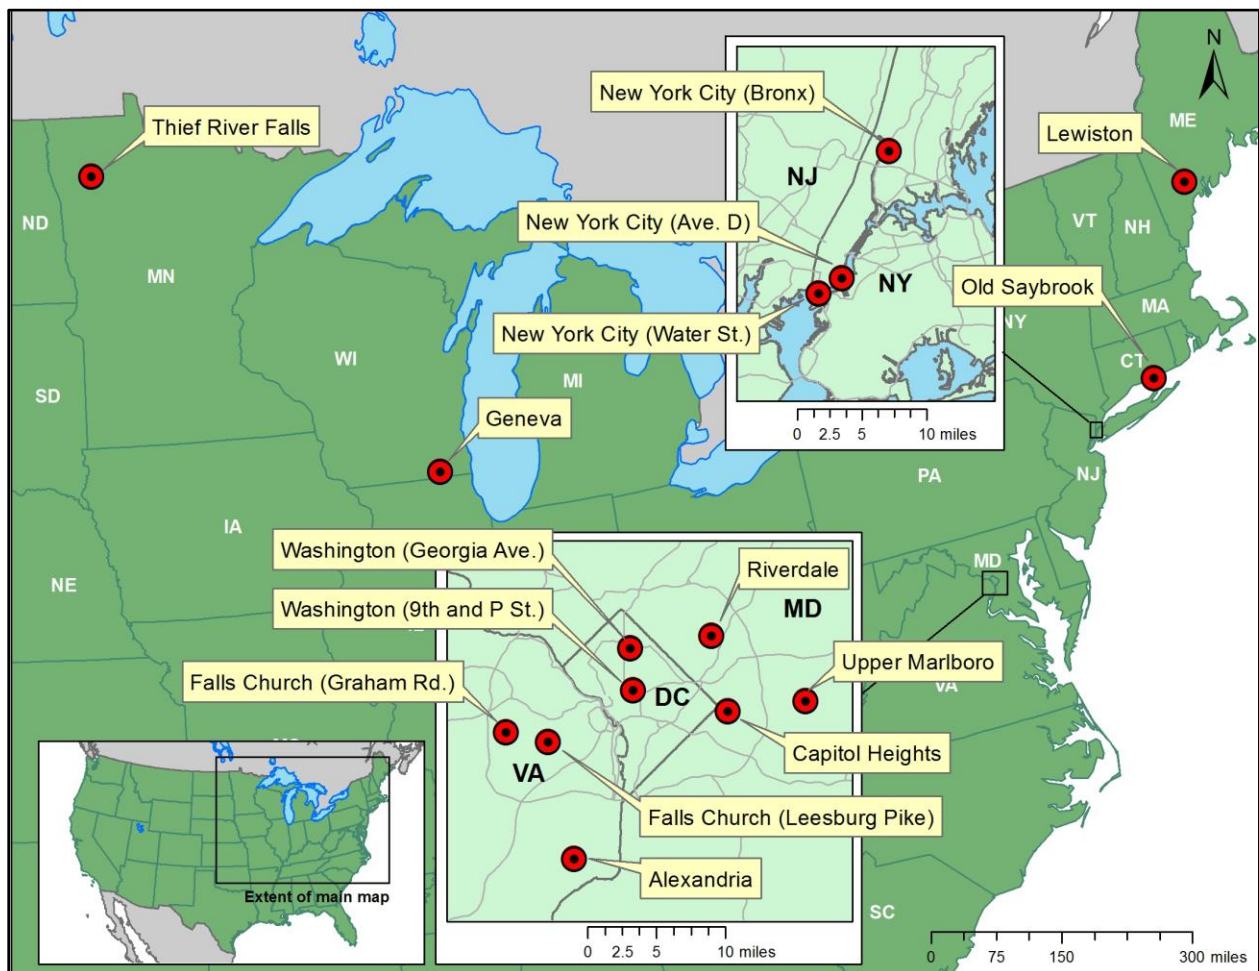 N
New York City (Bronx)
Thief River Falls
Lewiston
ME
NJ
ND
VT
NH
New York City (Ave. D)
MN
NY
Old Saybrook
MA
NY
New York City (Water St.)
WI
MI
CT
SD
Geneva
0 2.5 5 10 miles
PA
NJ
IA
Washington (Georgia Ave.)
Riverdale
MD
NE
Washington (9th and P St.)
MD
Upper Marlboro
Falls Church (Graham Rd.)
DC
VA
Capitol Heights
VA
Falls Church (Leesburg Pike)
Alexandria
Extent of main map
SC
0 2.5 5 10 miles
0 75 150 300 miles